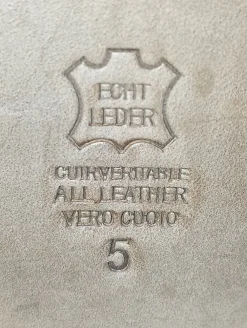 ECHT
LEDER
CUIR VERITABLE
ALL LEATHER
VERO CUOIO
5